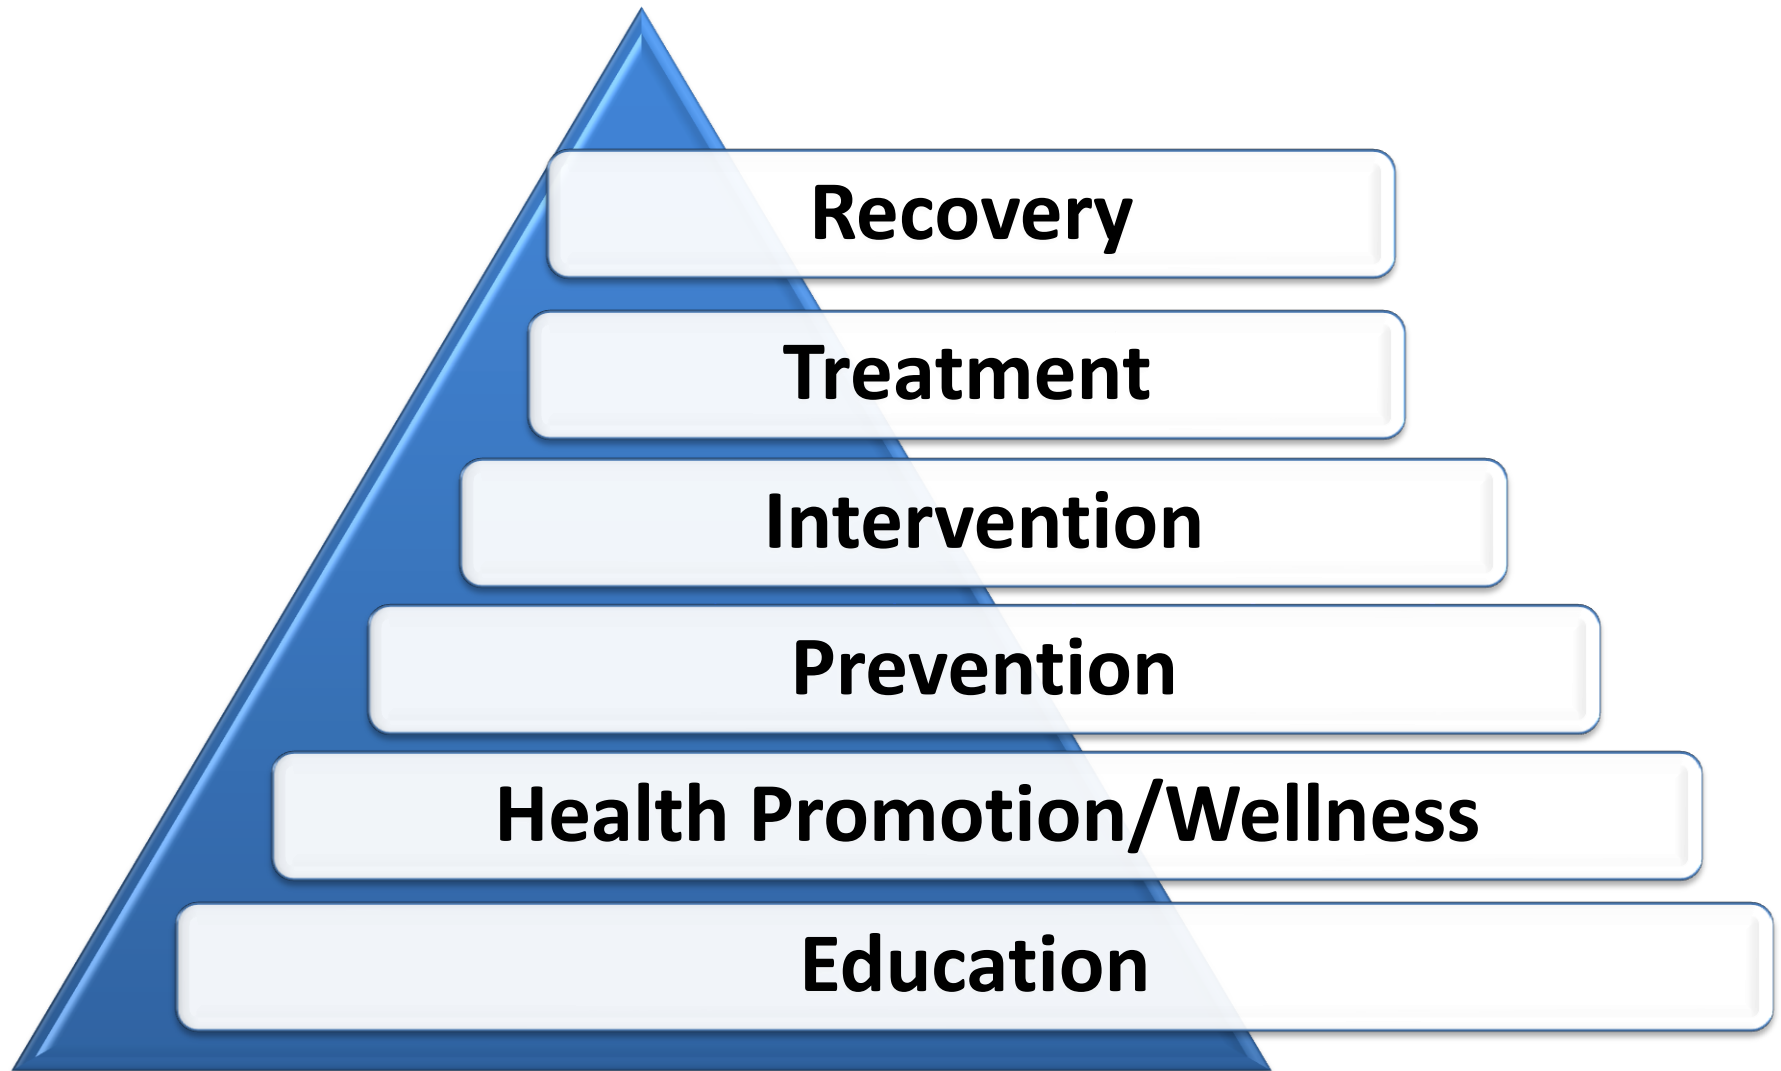 Recovery
Treatment
Intervention
Prevention
Health Promotion/Wellness
Education